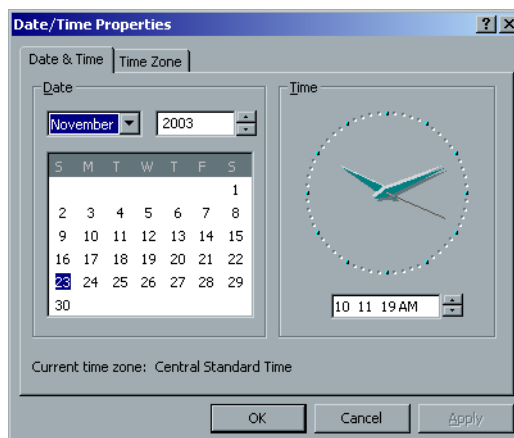 Date/Time Properties
Date & Time Time Zone
Date
November 2003
S M T W T F S
1
2 3 4 5 6 7 8
9 10 11 12 13 14 15
16 17 18 19 20 21 22
23 24 25 26 27 28 29
30
Time
10 11 19 AM
Current time zone: Central Standard Time
OK Cancel Apply